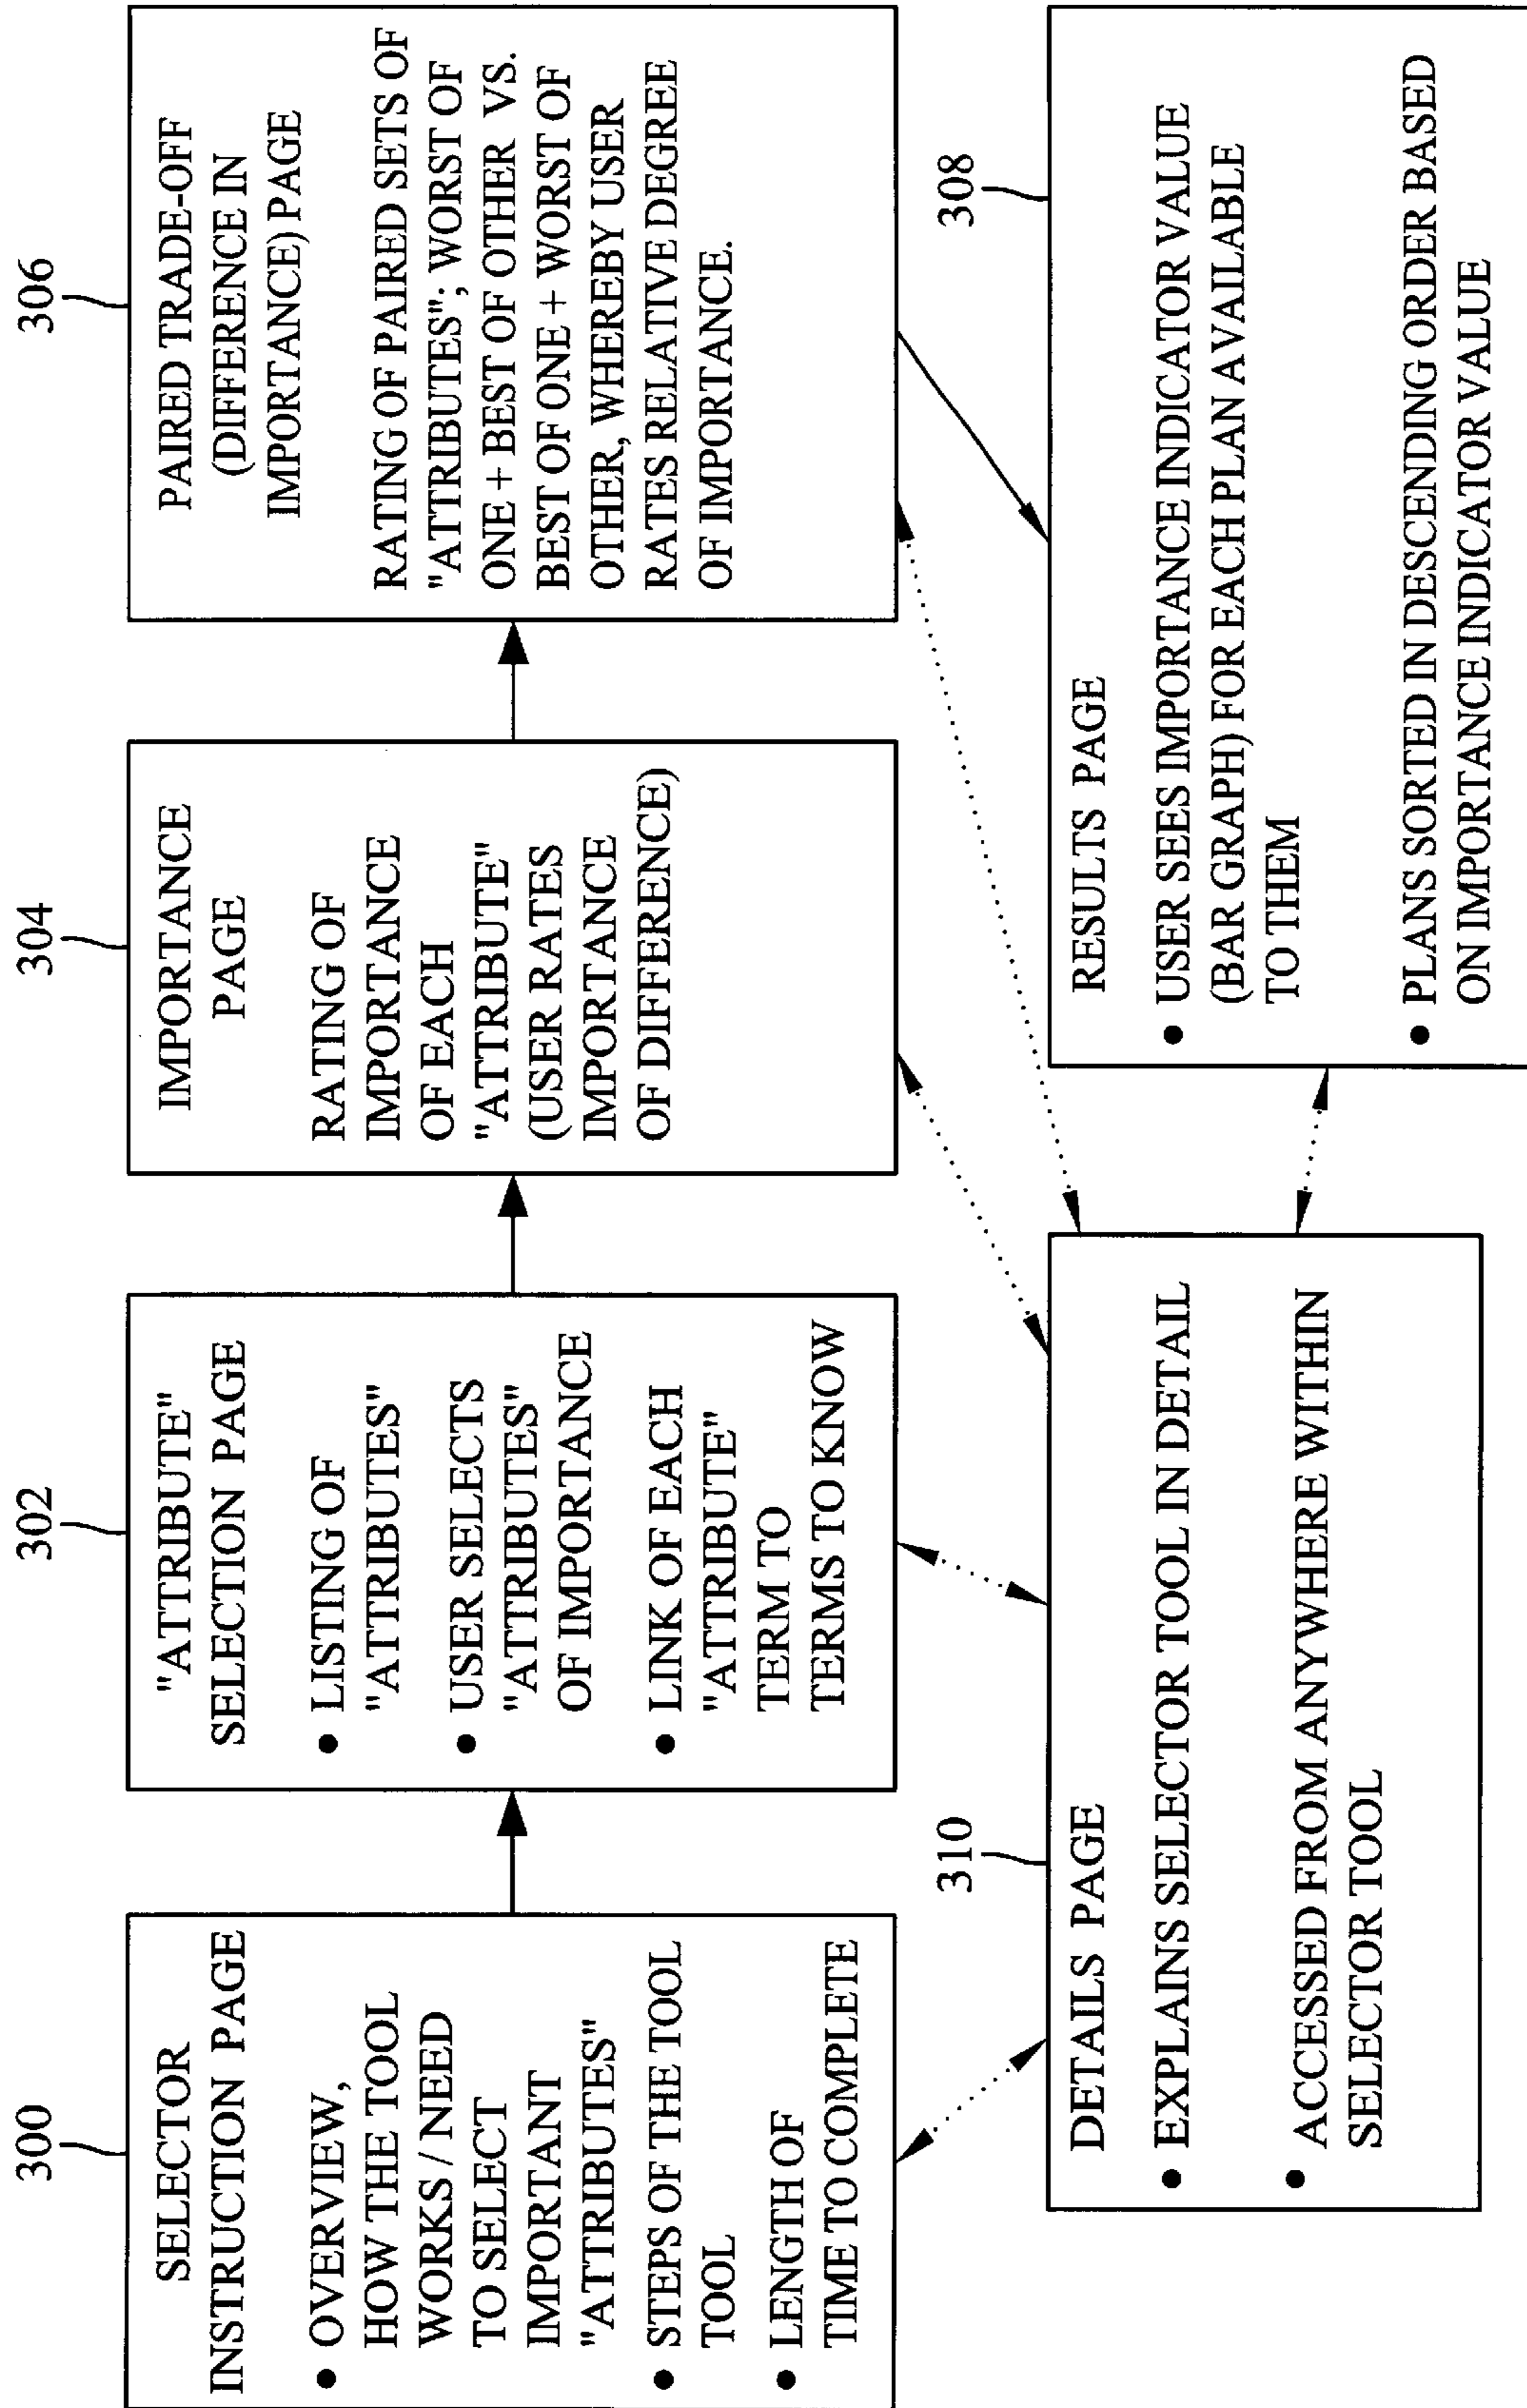 300
SELECTOR
INSTRUCTION PAGE
• OVERVIEW,
HOW THE TOOL
WORKS / NEED
TO SELECT
IMPORTANT
"ATTRIBUTES"
• STEPS OF THE TOOL
TOOL
• LENGTH OF
TIME TO COMPLETE
302
"ATTRIBUTE"
SELECTION PAGE
• LISTING OF
"ATTRIBUTES"
• USER SELECTS
"ATTRIBUTES"
OF IMPORTANCE
• LINK OF EACH
"ATTRIBUTE"
TERM TO
TERMS TO KNOW
304
IMPORTANCE
PAGE
RATING OF
IMPORTANCE
OF EACH
"ATTRIBUTE"
(USER RATES
IMPORTANCE
OF DIFFERENCE)
306
PAIRED TRADE-OFF
(DIFFERENCE IN
IMPORTANCE) PAGE
RATING OF PAIRED SETS OF
"ATTRIBUTES"; WORST OF
ONE + BEST OF OTHER VS.
BEST OF ONE + WORST OF
OTHER, WHEREBY USER
RATES RELATIVE DEGREE
OF IMPORTANCE.
310
DETAILS PAGE
• EXPLAINS SELECTOR TOOL IN DETAIL
• ACCESSED FROM ANYWHERE WITHIN
SELECTOR TOOL
308
RESULTS PAGE
• USER SEES IMPORTANCE INDICATOR VALUE
(BAR GRAPH) FOR EACH PLAN AVAILABLE
TO THEM
• PLANS SORTED IN DESCENDING ORDER BASED
ON IMPORTANCE INDICATOR VALUE